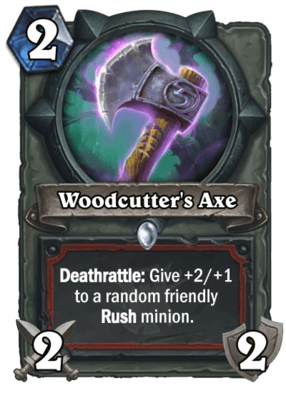 2
Woodcutter's Axe
Deathrattle: Give +2/+1
to a random friendly
Rush minion.
2
2